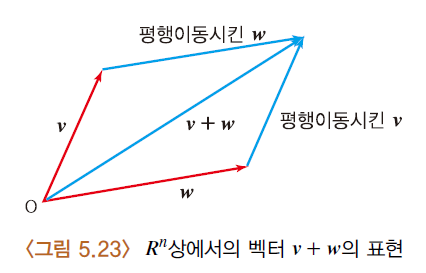 평행이동시킨 w
v
v + w
평행이동시킨 v
w
O
<그림 5.23> Rⁿ상에서의 벡터 v + w의 표현